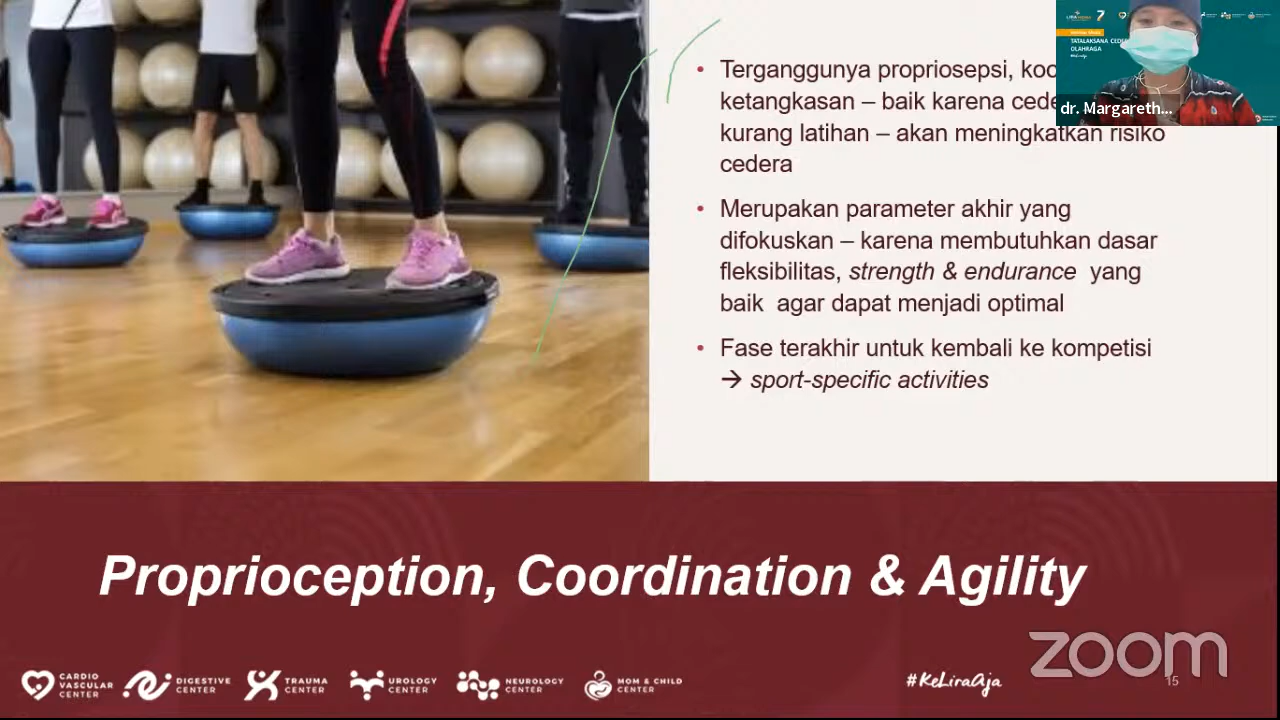 Terganggunya propriosepsi,
ketangkasan – baik karena
kurang latihan – akan meningkatkan risiko
cedera
Merupakan parameter akhir yang
difokuskan – karena membutuhkan dasar
fleksibilitas, strength & endurance yang
baik agar dapat menjadi optimal
Fase terakhir untuk kembali ke kompetisi
→ sport-specific activities
TATALAKSANA
OLAHRAGA
dr. Margareth...
Proprioception, Coordination & Agility
zoom
CARDIO VASCULAR CENTER
DIGESTIVE CENTER
TRAUMA CENTER
UROLOGY CENTER
NEUROLOGY CENTER
MOM & CHILD CENTER
#KeLiraAja
15